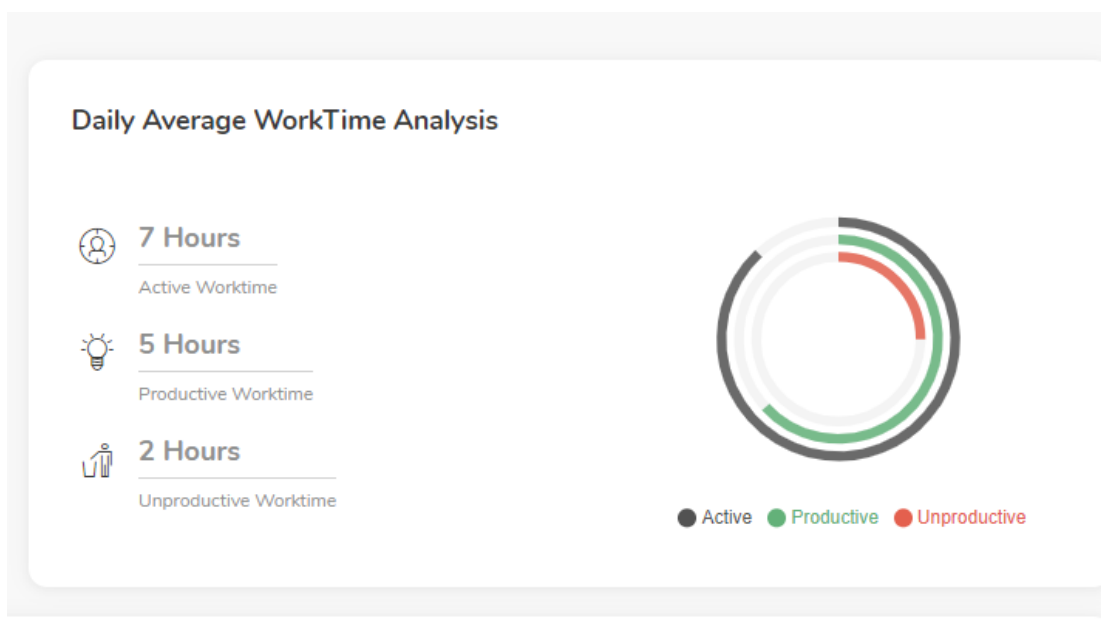 Daily Average WorkTime Analysis
7 Hours
Active Worktime
5 Hours
Productive Worktime
2 Hours
Unproductive Worktime
Active Productive Unproductive